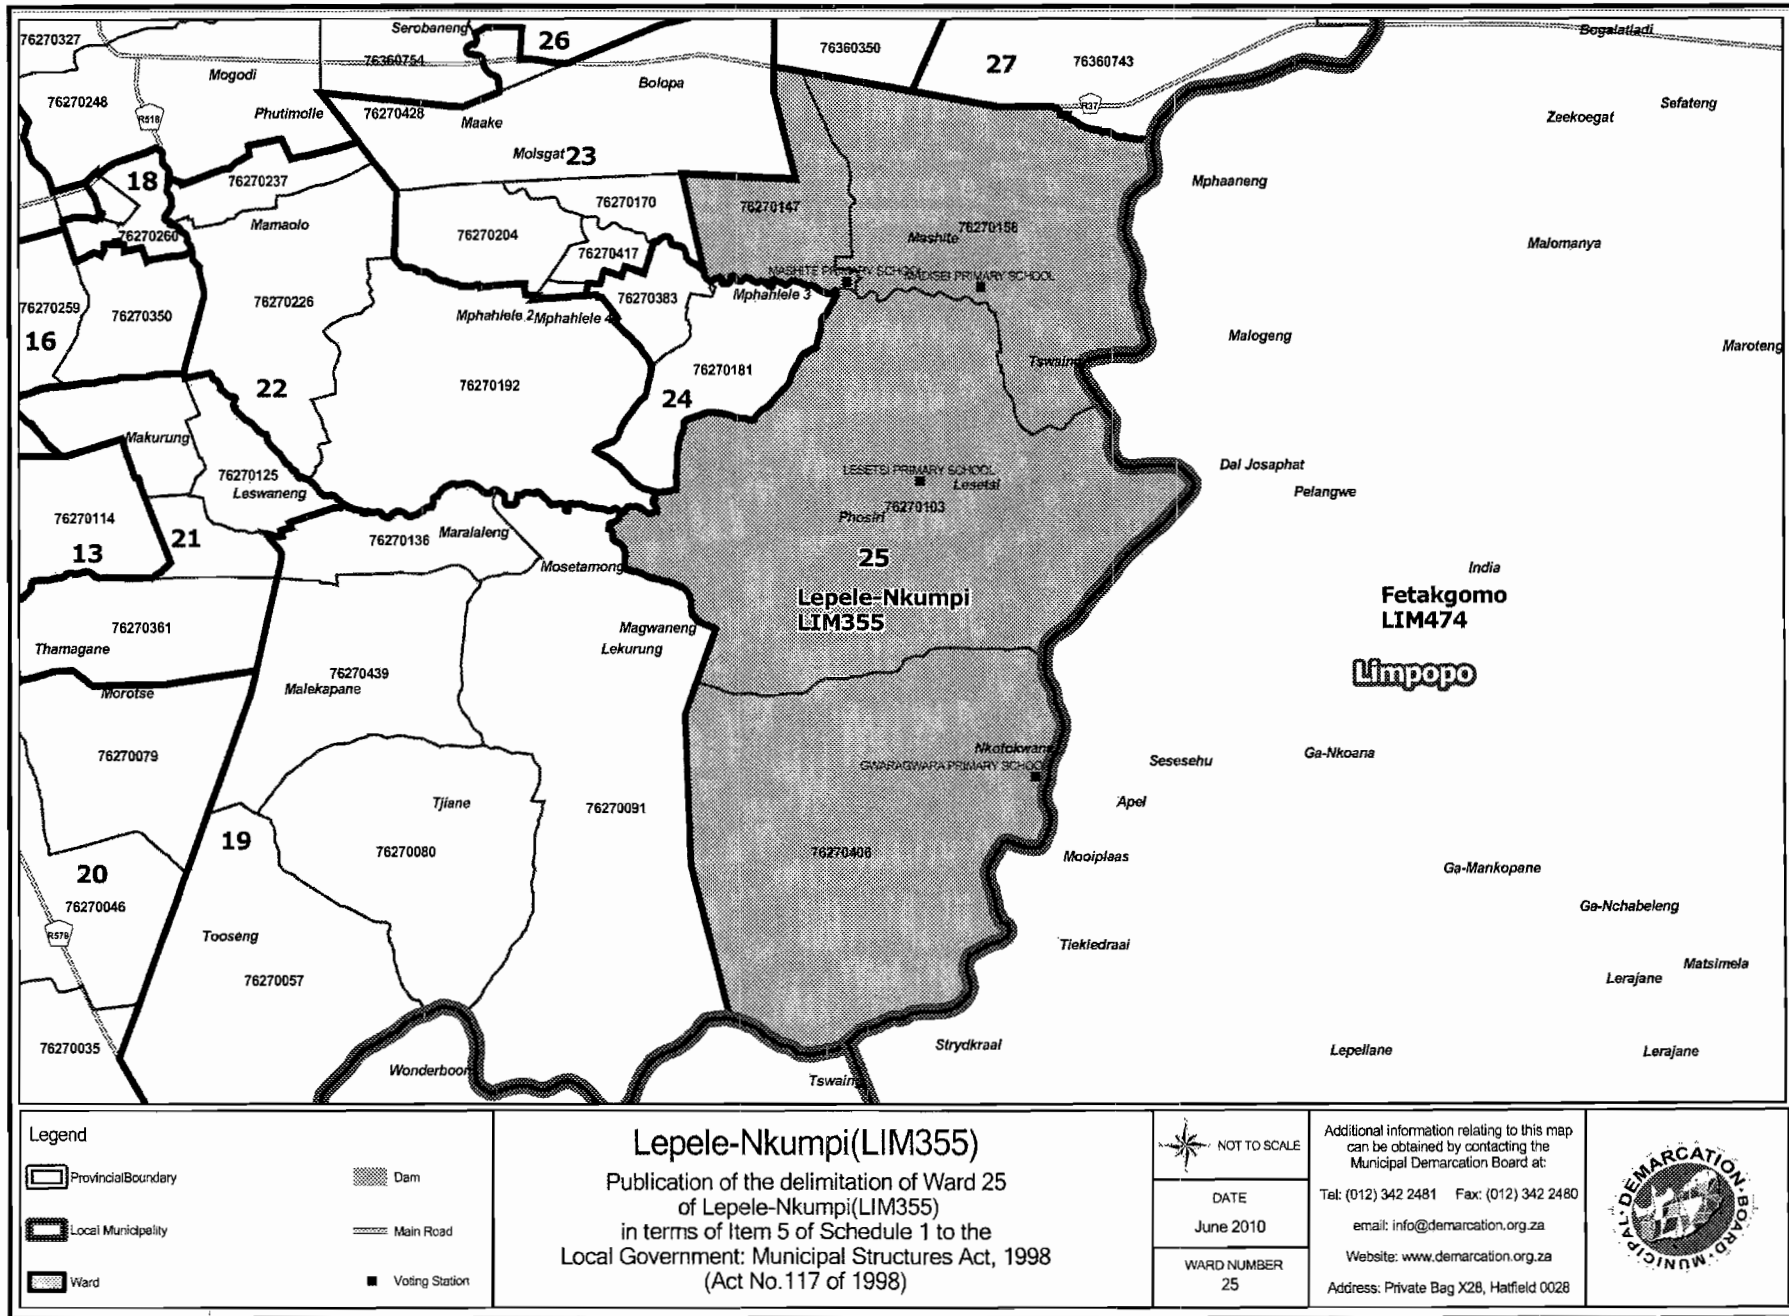 Serobaneng
26
76360350
27
76360743
Bogalatladi
76270327
76360754
Mogodi
Bolopa
76270248
R518
Phutimolle
76270428
Maake
R37
Zeekoegat
Sefateng
Molsgat
23
18
76270237
Mphaaneng
76270170
76270147
76270260
Mamaolo
76270204
Mashite
76270158
Malomanya
76270417
MASHITE PRIMARY SCHOOL
RADISEI PRIMARY SCHOOL
76270259
76270350
76270226
76270383
Mphahlele 3
Mphahlele 2
Mphahlele 4
16
Malogeng
Maroteng
Tswaing
76270192
76270181
22
24
Makurung
Dal Josaphat
LESETSI PRIMARY SCHOOL
76270125
Leswaneng
Lesetsi
Pelangwe
76270103
Phosiri
76270114
13
21
76270136
Maralaleng
25
Mosetamong
India
Lepele-Nkumpi
LIM355
Fetakgomo
LIM474
76270361
Magwaneng
Thamagane
Lekurung
Limpopo
76270439
Morotse
Malekapane
76270079
Nkotokwane
Sesesehu
Ga-Nkoana
GWARAGWARA PRIMARY SCHOOL
Tjiane
76270091
Apel
19
76270080
76270406
Mooiplaas
20
Ga-Mankopane
76270046
Ga-Nchabeleng
R579
Tooseng
Tiekiedraai
Matsimela
76270057
Lerajane
76270035
Strydkraal
Lepellane
Lerajane
Wonderboom
Tswaing
Legend
ProvincialBoundary
Dam
Local Municipality
Main Road
Ward
Voting Station
Lepele-Nkumpi(LIM355)
Publication of the delimitation of Ward 25
of Lepele-Nkumpi(LIM355)
in terms of Item 5 of Schedule 1 to the
Local Government: Municipal Structures Act, 1998
(Act No.117 of 1998)
NOT TO SCALE
DATE
June 2010
WARD NUMBER
25
Additional information relating to this map
can be obtained by contacting the
Municipal Demarcation Board at:
Tel: (012) 342 2481 Fax: (012) 342 2480
email: info@demarcation.org.za
Website: www.demarcation.org.za
Address: Private Bag X28, Hatfield 0028
MUNICIPAL DEMARCATION BOARD